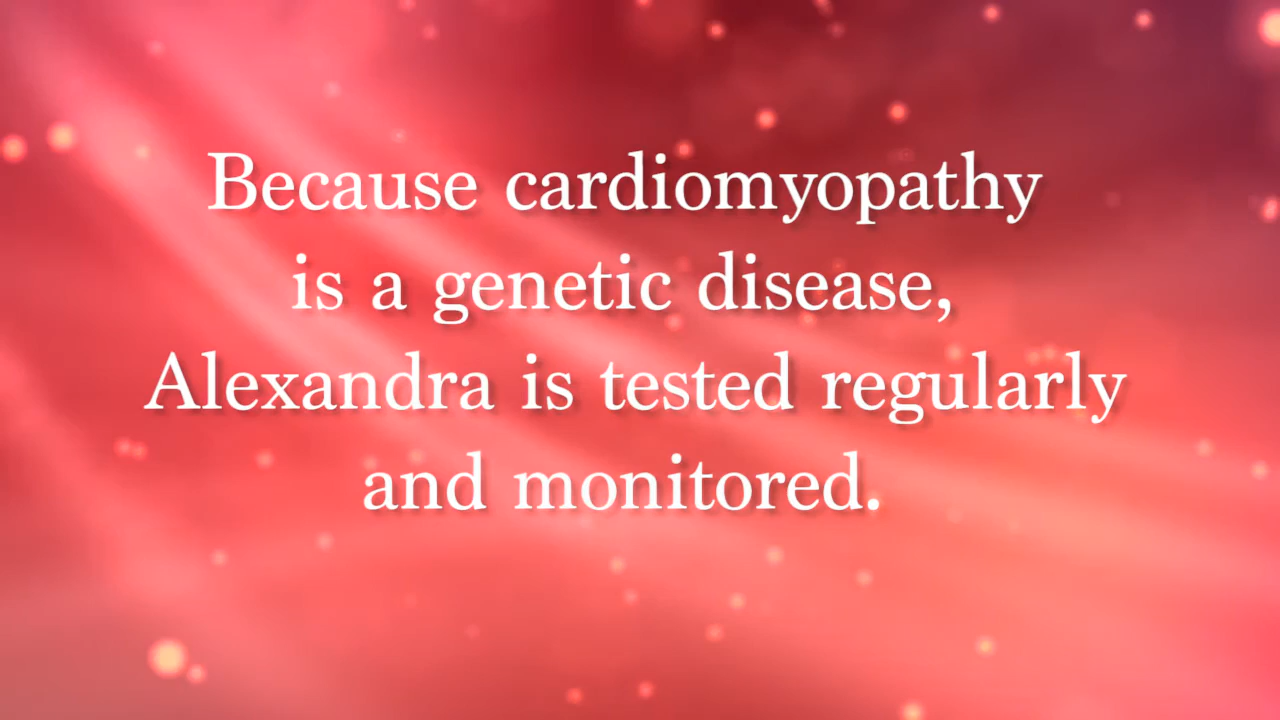 Because cardiomyopathy
is a genetic disease,
Alexandra is tested regularly
and monitored.